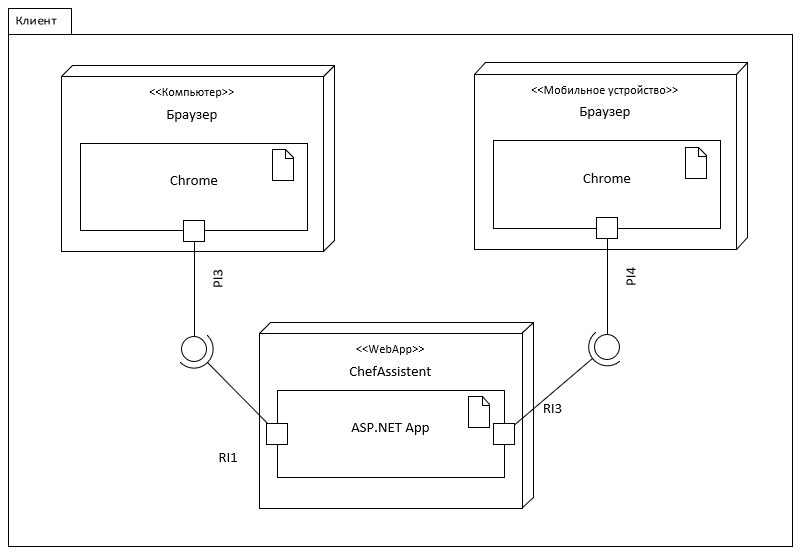 Клиент
<<Компьютер>>
Браузер
Chrome
PI3
<<Мобильное устройство>>
Браузер
Chrome
PI4
<<WebApp>>
ChefAssistent
ASP.NET App
RI1
RI3